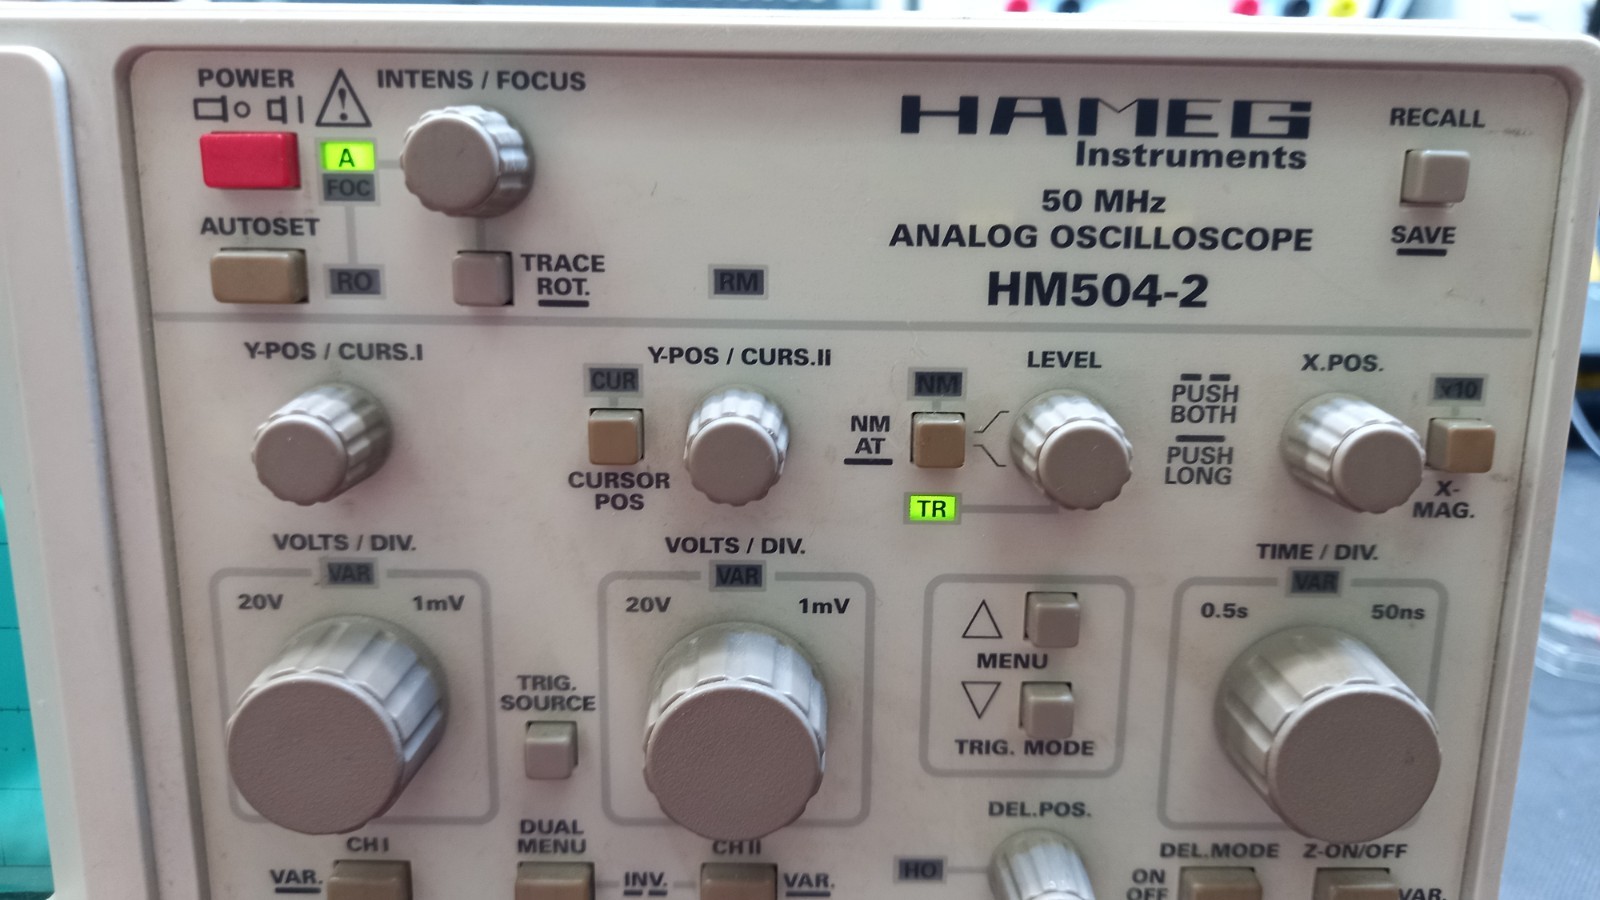 POWER
INTENS / FOCUS
A
FOC
AUTOSET
RO
TRACE
ROT.
RM
HAMEG
Instruments
50 MHz
ANALOG OSCILLOSCOPE
HM504-2
RECALL
SAVE
Y-POS / CURS.I
CUR
CURSOR
POS
Y-POS / CURS.II
NM
NM
AT
TR
LEVEL
PUSH
BOTH
PUSH
LONG
X.POS.
x10
X-
MAG.
VOLTS / DIV.
VAR
20V 1mV
TRIG.
SOURCE
VOLTS / DIV.
VAR
20V 1mV
MENU
TRIG. MODE
TIME / DIV.
VAR
0.5s 50ns
CH I
VAR.
DUAL
MENU
INV.
CH II
VAR.
DEL.POS.
HO
DEL.MODE
ON
OFF
Z-ON/OFF
VAR.